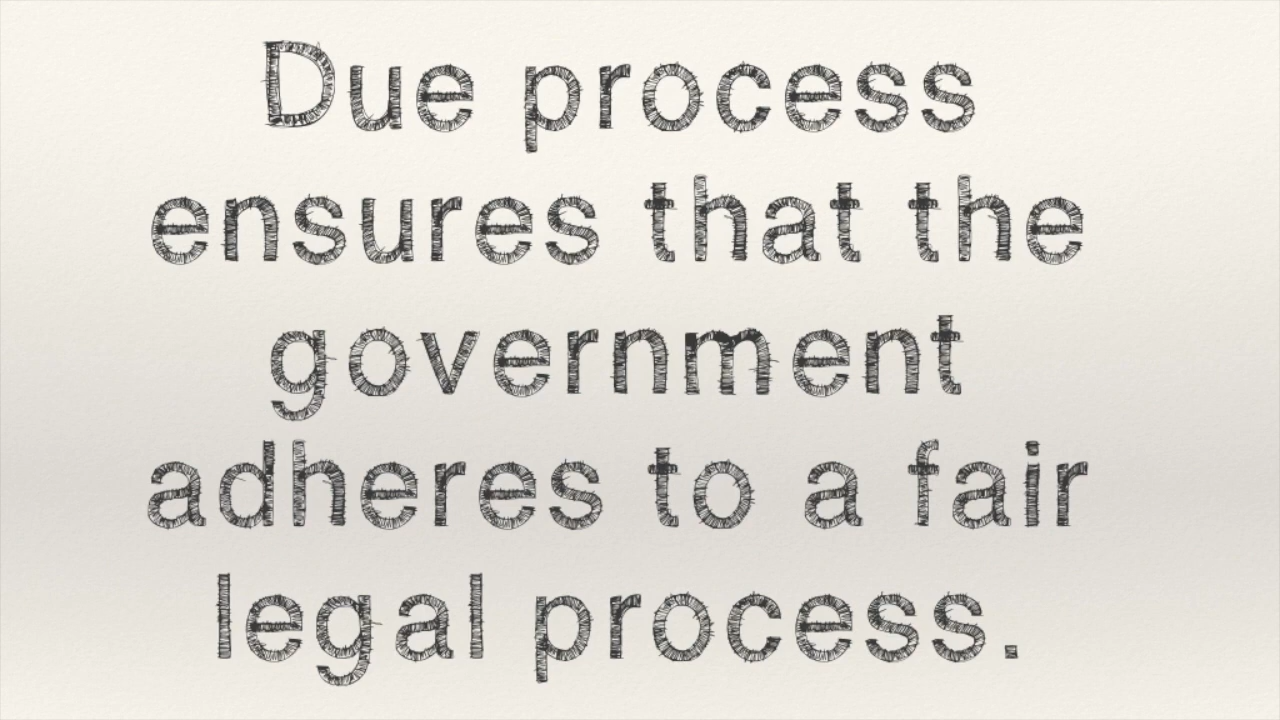 Due process
ensures that the
government
adheres to a fair
legal process.